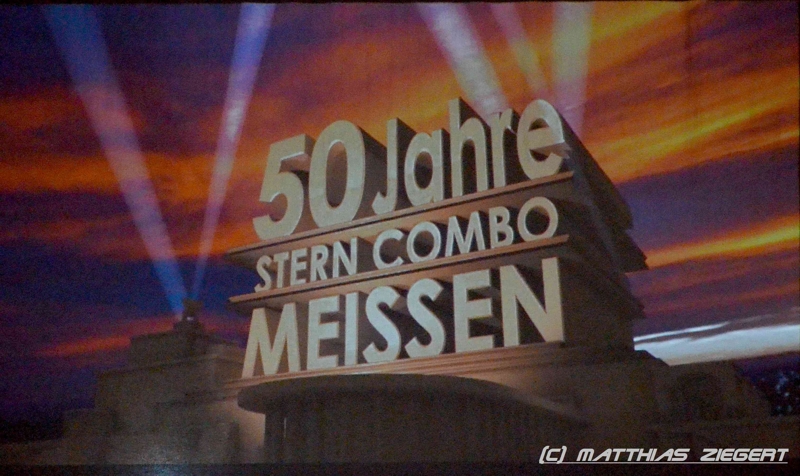 50 Jahre
STERN COMBO
MEISSEN
(C) MATTHIAS ZIEGERT